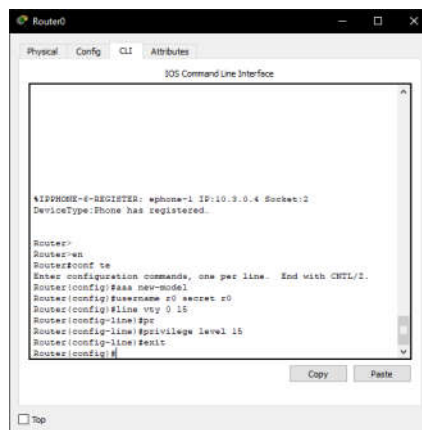 Router0
Physical Config CLI Attributes
IOS Command Line Interface
%IPPHONE-6-REGISTER: ephone-1 IP:10.3.0.4 Socket:2
DeviceType:Phone has registered.
Router>
Router>en
Router#conf te
Enter configuration commands, one per line. End with CNTL/Z.
Router(config)#aaa new-model
Router(config)#username r0 secret r0
Router(config)#line vty 0 15
Router(config-line)#pr
Router(config-line)#privilege level 15
Router(config-line)#exit
Router(config)#
Copy Paste
Top